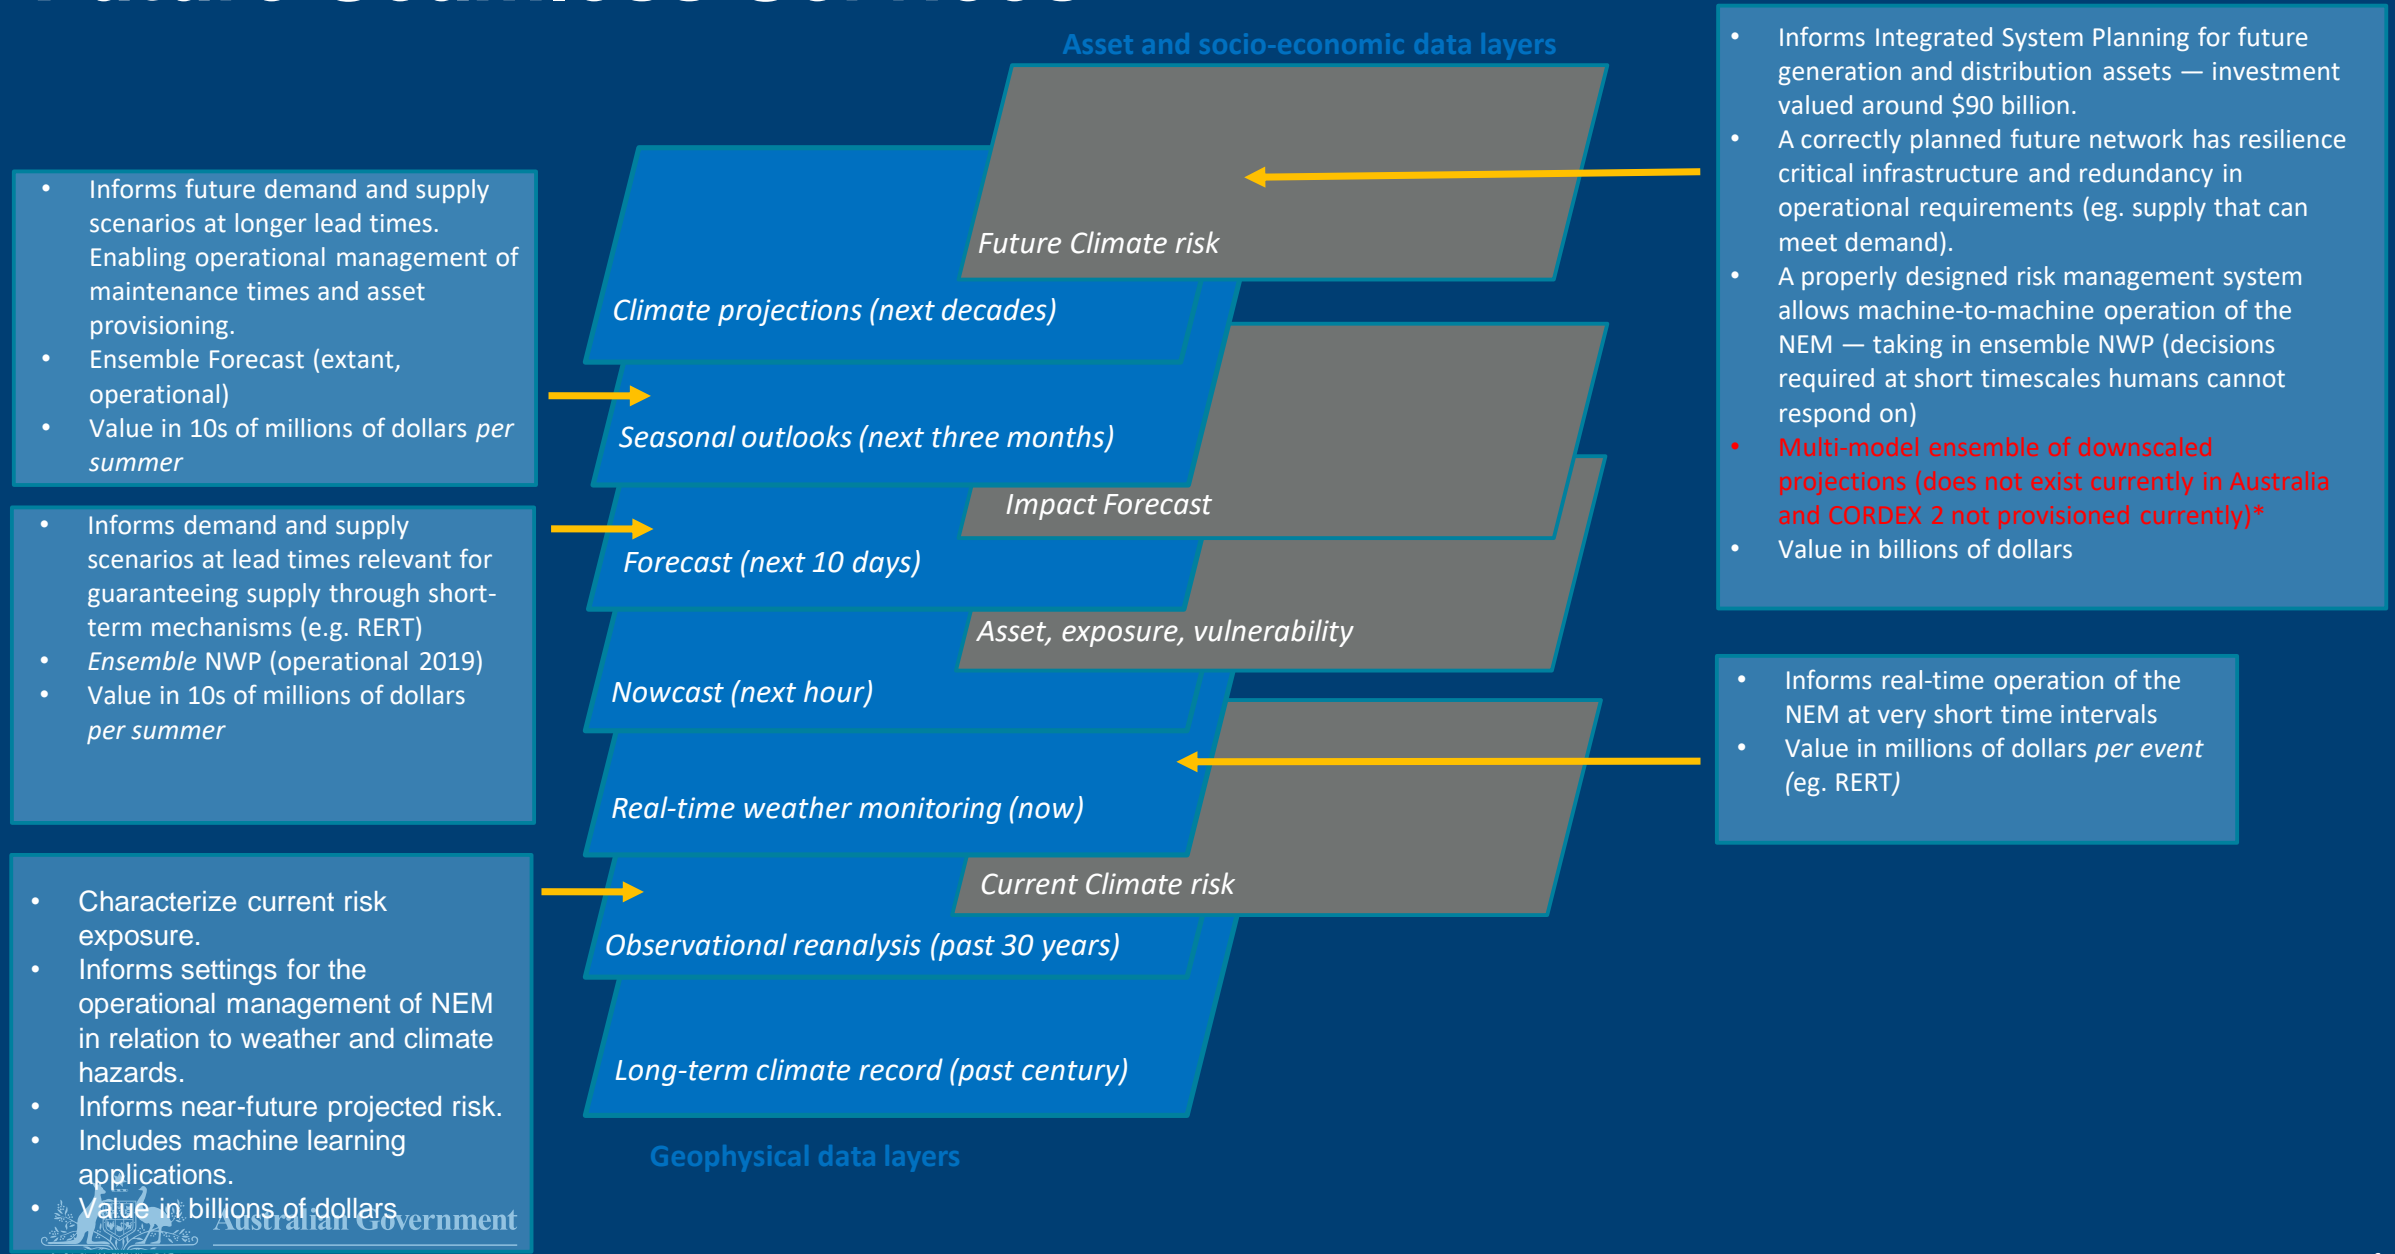 Asset and socio-economic data layers
• Informs future demand and supply
scenarios at longer lead times.
Enabling operational management of
maintenance times and asset
provisioning.
• Ensemble Forecast (extant,
operational)
• Value in 10s of millions of dollars per
summer
• Informs demand and supply
scenarios at lead times relevant for
guaranteeing supply through short-
term mechanisms (e.g. RERT)
• Ensemble NWP (operational 2019)
• Value in 10s of millions of dollars
per summer
• Characterize current risk
exposure.
• Informs settings for the
operational management of NEM
in relation to weather and climate
hazards.
• Informs near-future projected risk.
• Includes machine learning
applications.
• Value in billions of dollars
Australian Government
Future Climate risk
Climate projections (next decades)
Seasonal outlooks (next three months)
Impact Forecast
Forecast (next 10 days)
Asset, exposure, vulnerability
Nowcast (next hour)
Real-time weather monitoring (now)
Current Climate risk
Observational reanalysis (past 30 years)
Long-term climate record (past century)
Geophysical data layers
• Informs Integrated System Planning for future
generation and distribution assets — investment
valued around $90 billion.
• A correctly planned future network has resilience
critical infrastructure and redundancy in
operational requirements (eg. supply that can
meet demand).
• A properly designed risk management system
allows machine-to-machine operation of the
NEM — taking in ensemble NWP (decisions
required at short timescales humans cannot
respond on)
• Multi-model ensemble of downscaled
projections (does not exist currently in Australia
and CORDEX 2 not provisioned currently)*
• Value in billions of dollars
• Informs real-time operation of the
NEM at very short time intervals
• Value in millions of dollars per event
(eg. RERT)